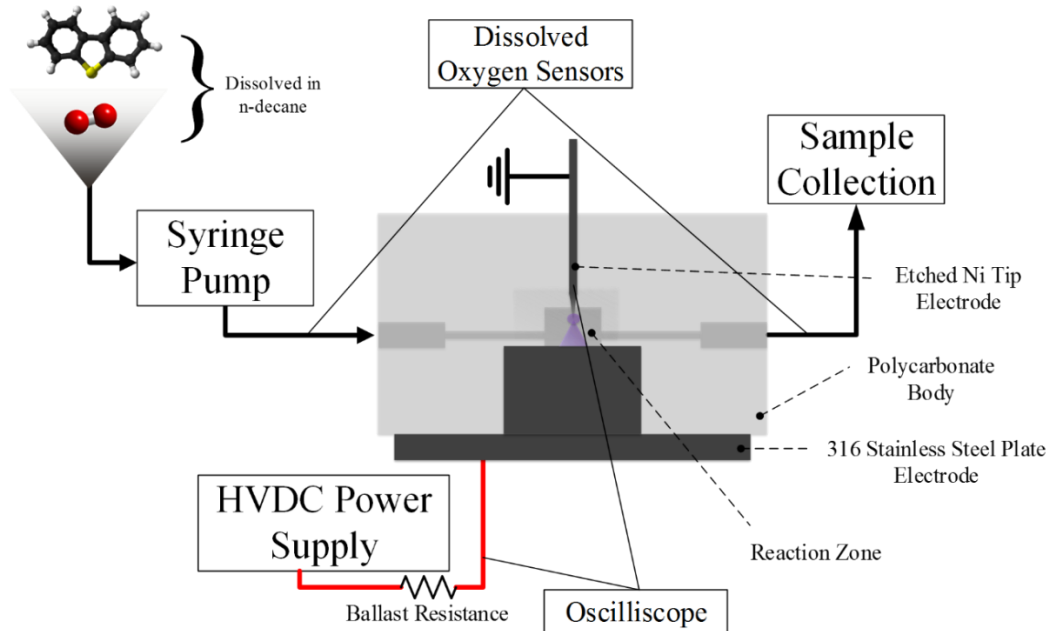 Dissolved
Oxygen Sensors
Dissolved in
n-decane
Sample
Collection
Syringe
Pump
Etched Ni Tip
Electrode
Polycarbonate
Body
316 Stainless Steel Plate
Electrode
HVDC Power
Supply
Reaction Zone
Ballast Resistance
Oscilliscope